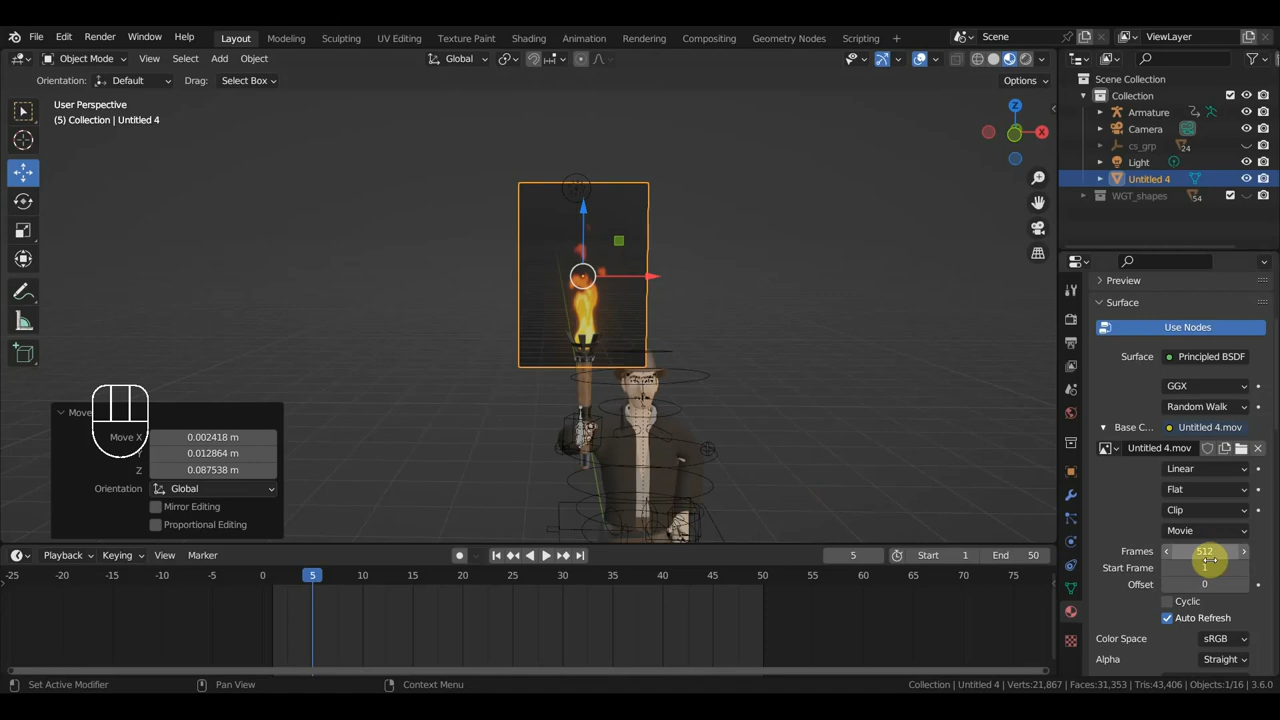 File Edit Render Window Help Layout Modeling Sculpting UV Editing Texture Paint Shading Animation Rendering Compositing Geometry Nodes Scripting + Scene ViewLayer
Object Mode View Select Add Object Global
Orientation: Default Drag: Select Box Options
User Perspective
(5) Collection | Untitled 4
Z
X
Scene Collection
Collection
Armature
Camera
cs_grp 24
Light
Untitled 4
WGT_shapes 54
Preview
Surface
Use Nodes
Surface Principled BSDF
GGX
Random Walk
Base C... Untitled 4.mov
Untitled 4.mov
Linear
Flat
Clip
Movie
Frames 512
Start Frame 1
Offset 0
Cyclic
Auto Refresh
Color Space sRGB
Alpha Straight
Move
Move X 0.002418 m
0.012864 m
Z 0.087538 m
Orientation Global
Mirror Editing
Proportional Editing
Playback Keying View Marker 5 Start 1 End 50
-25 -20 -15 -10 -5 0 5 10 15 20 25 30 35 40 45 50 55 60 65 70 75
Set Active Modifier Pan View Context Menu Collection | Untitled 4 | Verts:21,867 | Faces:31,353 | Tris:43,406 | Objects:1/16 | 3.6.0